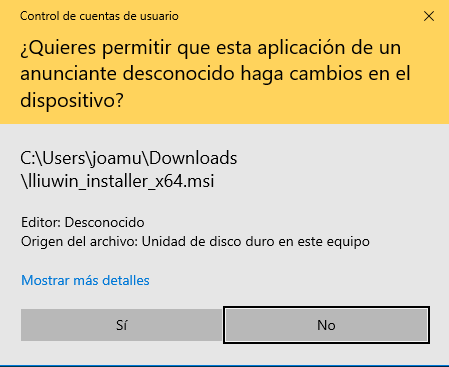 Control de cuentas de usuario
¿Quieres permitir que esta aplicación de un
anunciante desconocido haga cambios en el
dispositivo?
C:\Users\joamu\Downloads
\lliuwin_installer_x64.msi
Editor: Desconocido
Origen del archivo: Unidad de disco duro en este equipo
Mostrar más detalles
Sí
No